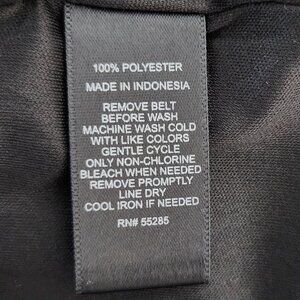 100% POLYESTER
MADE IN INDONESIA
REMOVE BELT
BEFORE WASH
MACHINE WASH COLD
WITH LIKE COLORS
GENTLE CYCLE
ONLY NON-CHLORINE
BLEACH WHEN NEEDED
REMOVE PROMPTLY
LINE DRY
COOL IRON IF NEEDED
RN# 55285